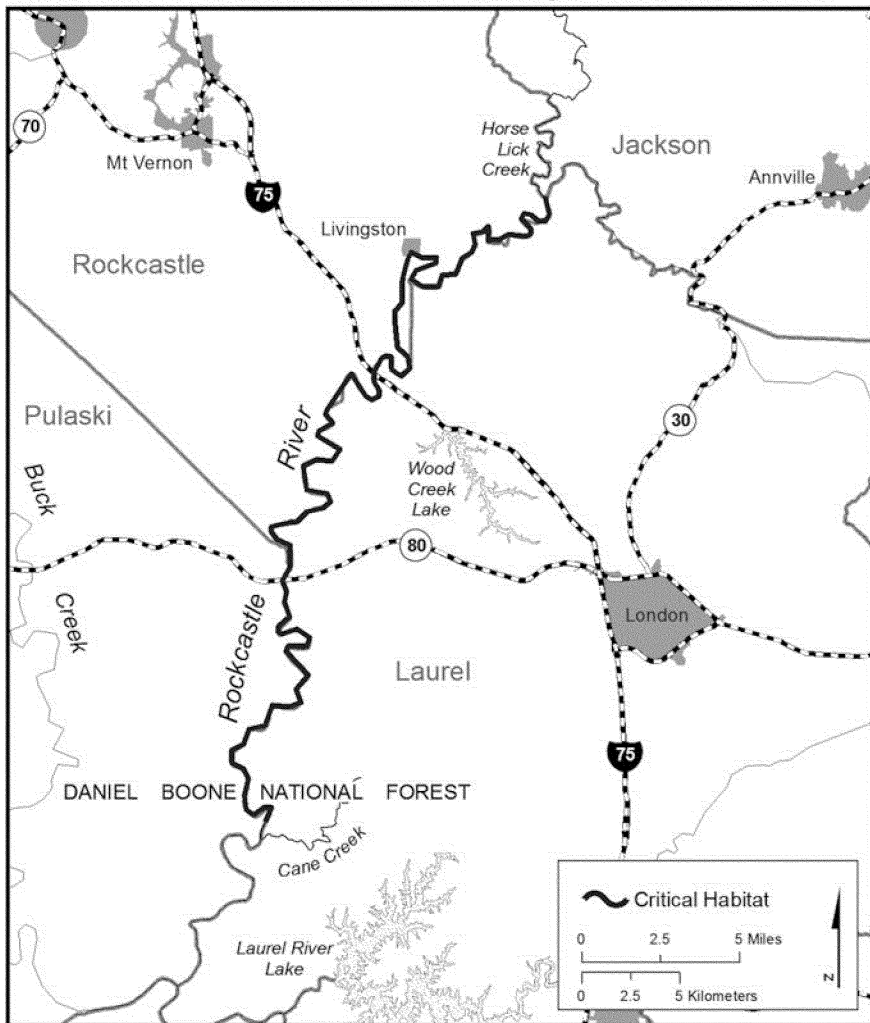 Horse
Lick
Creek
Jackson
70
Mt Vernon
75
Annville
Livingston
Rockcastle
Pulaski
River
30
Buck
Wood
Creek
Lake
80
Creek
London
Rockcastle
Laurel
75
DANIEL BOONE NATIONAL FOREST
Cane Creek
Laurel River
Lake
Critical Habitat
0 2.5 5 Miles
0 2.5 5 Kilometers
N